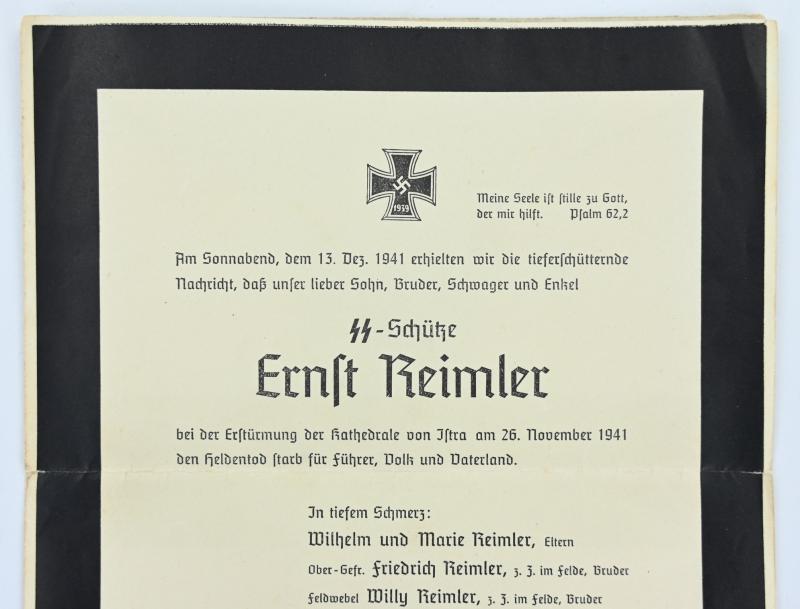 1939
Meine Seele ist stille zu Gott,
der mir hilft. Psalm 62,2
Am Sonnabend, dem 13. Dez. 1941 erhielten wir die tieferschütternde
Nachricht, daß unser lieber Sohn, Bruder, Schwager und Enkel
SS-Schütze
Ernst Reimler
bei der Erstürmung der Kathedrale von Istra am 26. November 1941
den Heldentod starb für Führer, Volk und Vaterland.
In tiefem Schmerz:
Wilhelm und Marie Reimler, Eltern
Ober-Gefr. Friedrich Reimler, z. Z. im Felde, Bruder
Feldwebel Willy Reimler, z. Z. im Felde, Bruder